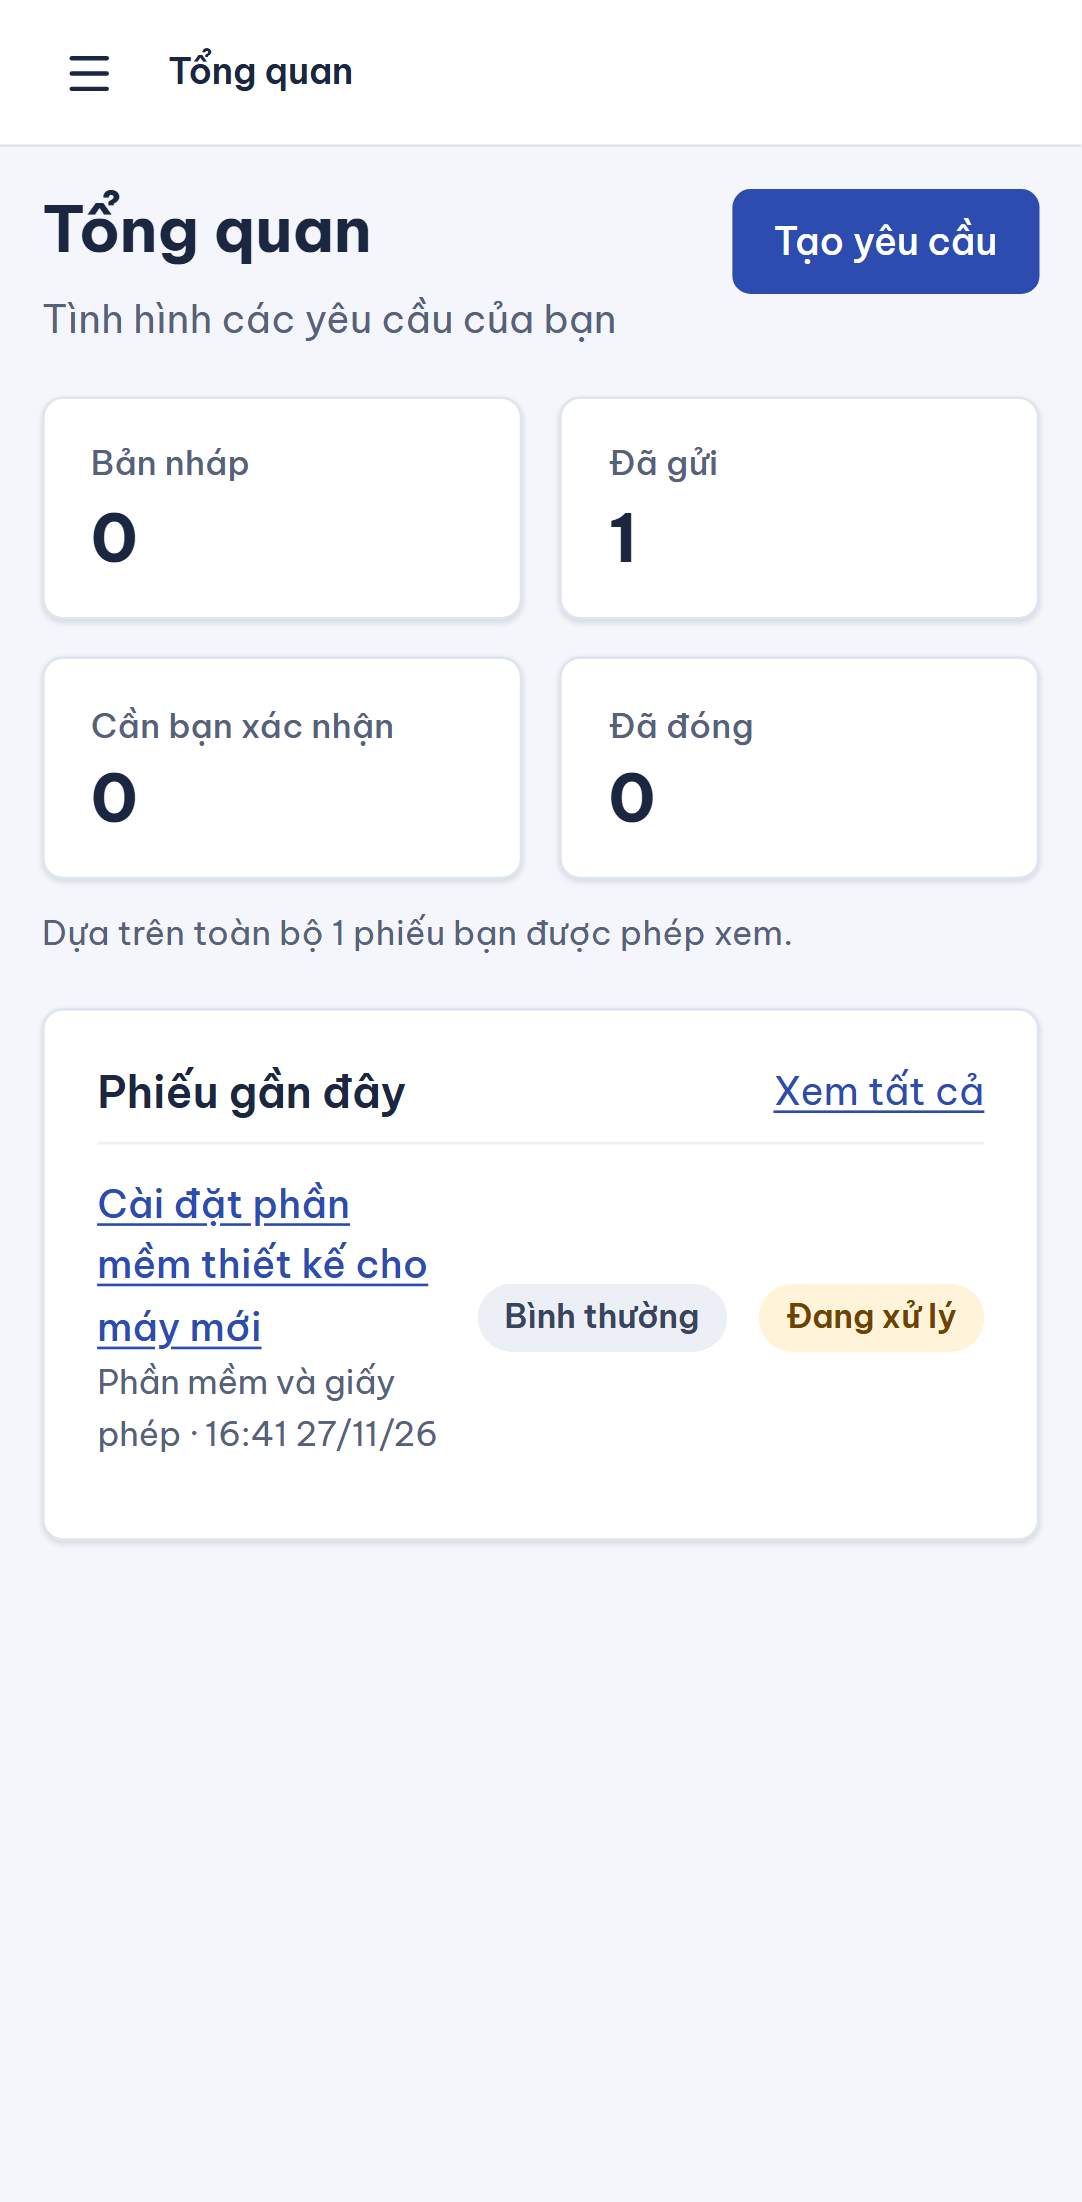 Tổng quan
Tổng quan
Tạo yêu cầu
Tình hình các yêu cầu của bạn
Bản nháp
0
Đã gửi
1
Cần bạn xác nhận
0
Đã đóng
0
Dựa trên toàn bộ 1 phiếu bạn được phép xem.
Phiếu gần đây
Xem tất cả
Cài đặt phần
mềm thiết kế cho
máy mới
Phần mềm và giấy
phép · 16:41 27/11/26
Bình thường
Đang xử lý